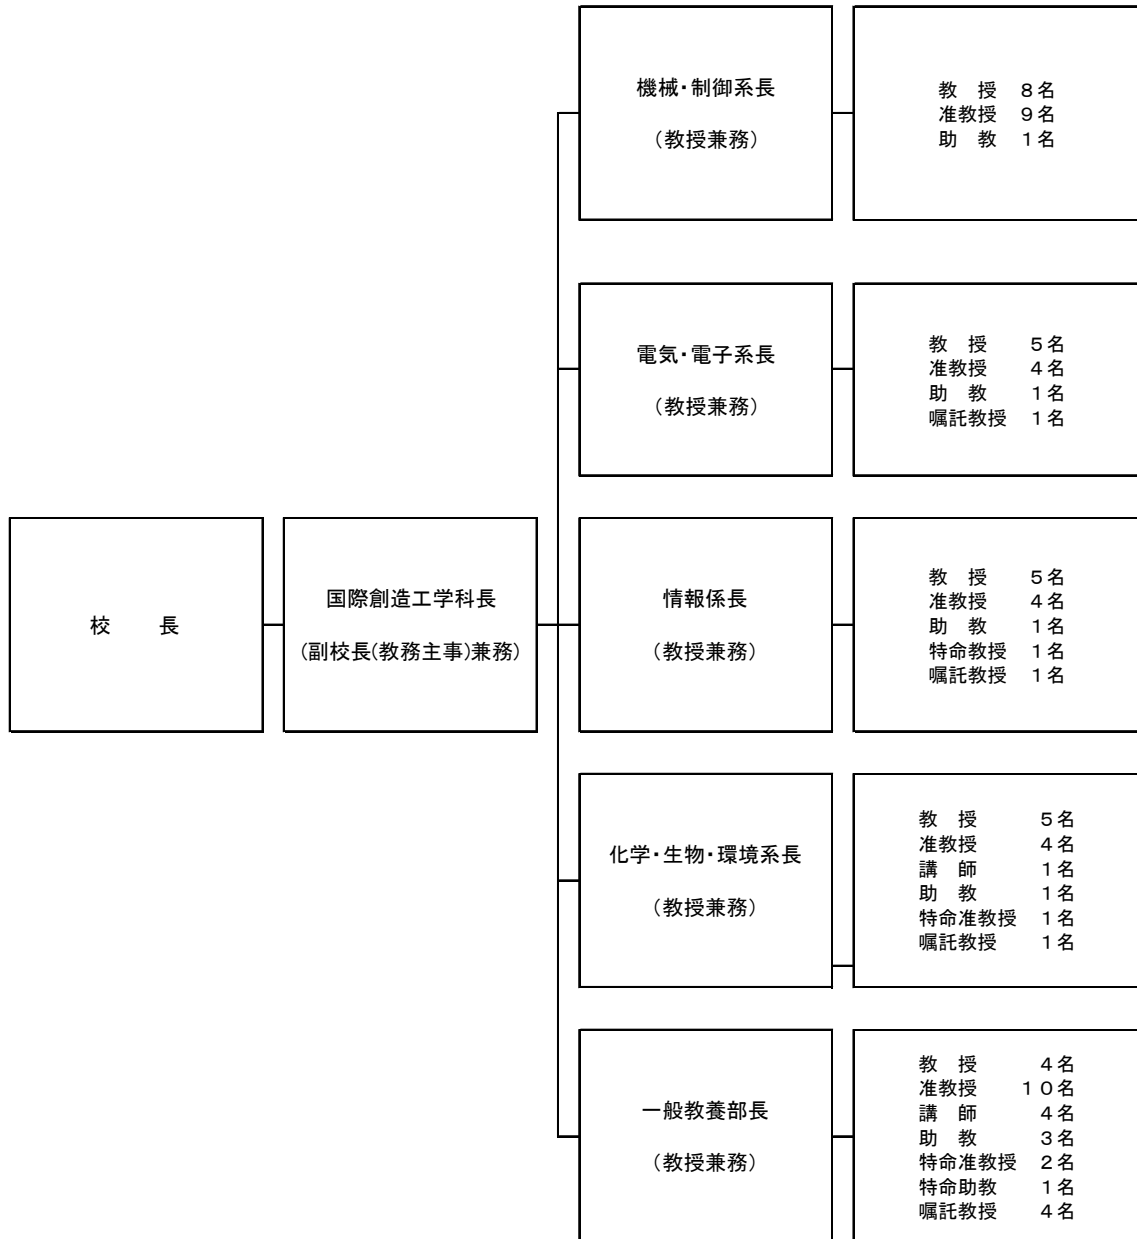 校　　長
国際創造工学科長
(副校長(教務主事)兼務)
機械・制御系長
（教授兼務）
教　授　８名
准教授　９名
助　教　１名
電気・電子系長
（教授兼務）
教　授　　５名
准教授　　４名
助　教　　１名
嘱託教授　１名
情報係長
（教授兼務）
教　授　　５名
准教授　　４名
助　教　　１名
特命教授　１名
嘱託教授　１名
化学・生物・環境系長
（教授兼務）
教　授　　　５名
准教授　　　４名
講　師　　　１名
助　教　　　１名
特命准教授　１名
嘱託教授　　１名
一般教養部長
（教授兼務）
教　授　　　４名
准教授　　１０名
講　師　　　４名
助　教　　　３名
特命准教授　２名
特命助教　　１名
嘱託教授　　４名